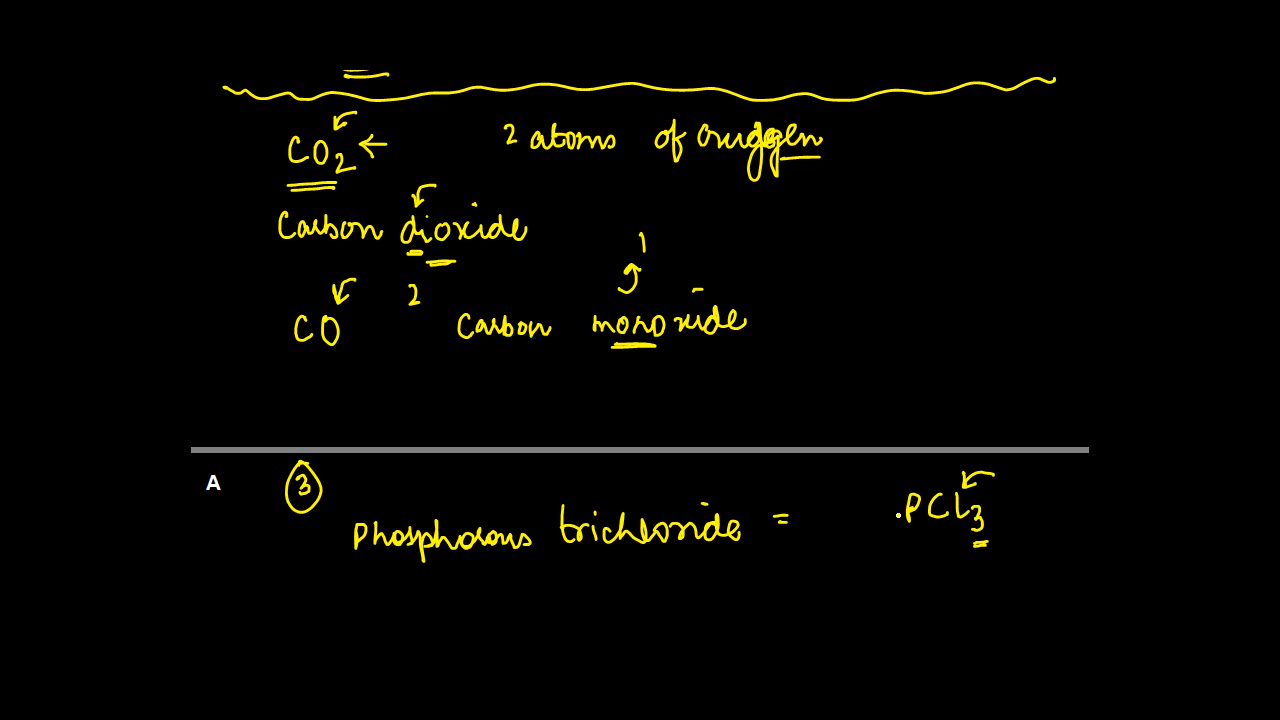 CO2 ← 2 atoms of oxygen
Carbon dioxide
1
CO 2 Carbon monoxide
A 3
Phosphorous trichloride = .PCl3